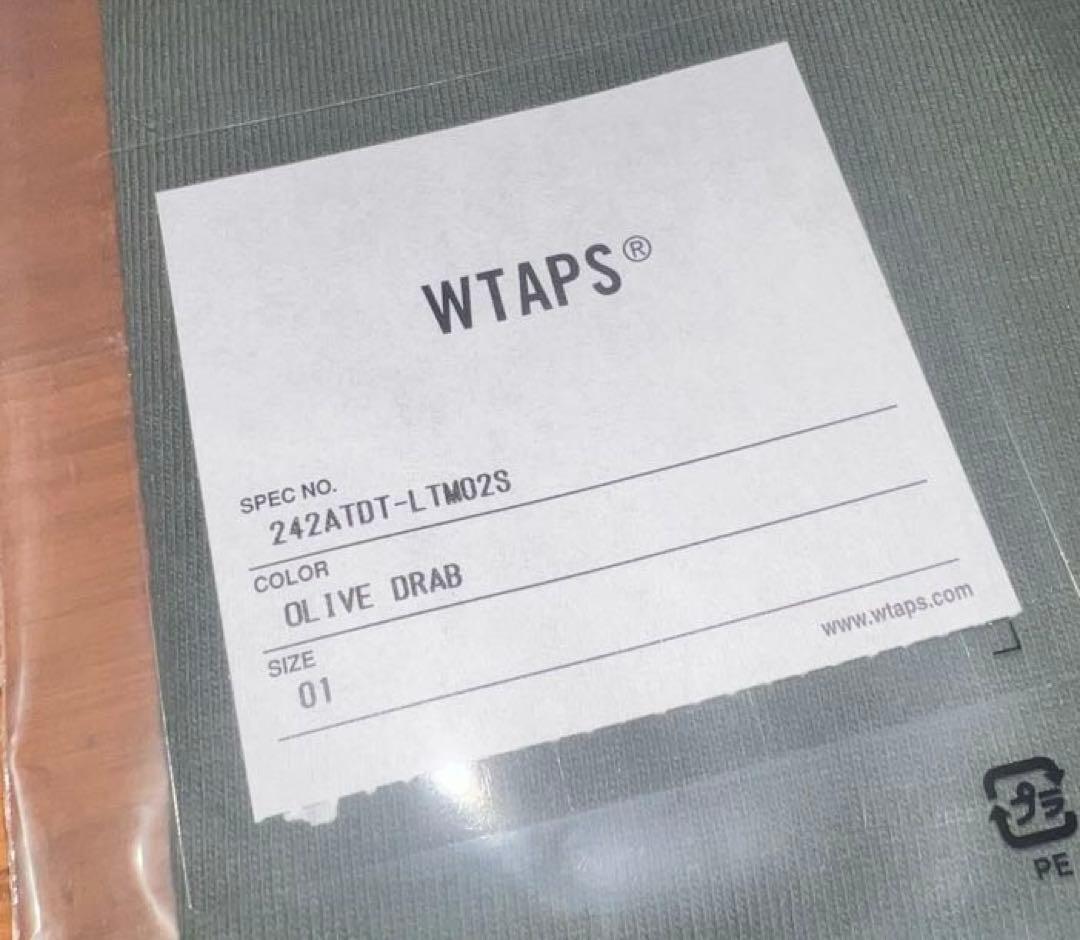 WTAPS®
SPEC NO.
242ATDT-LTM02S
COLOR
OLIVE DRAB
SIZE
01
www.wtaps.com
プラ
PE